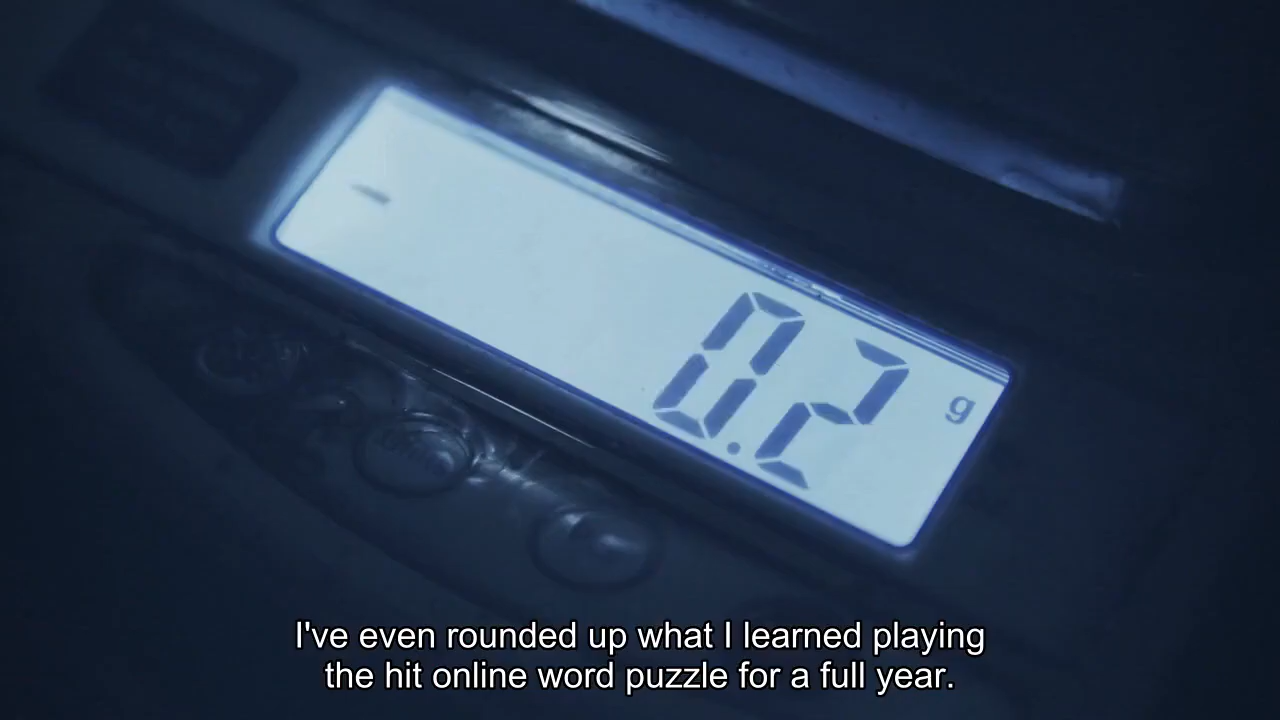 0.2 g
I've even rounded up what I learned playing
the hit online word puzzle for a full year.